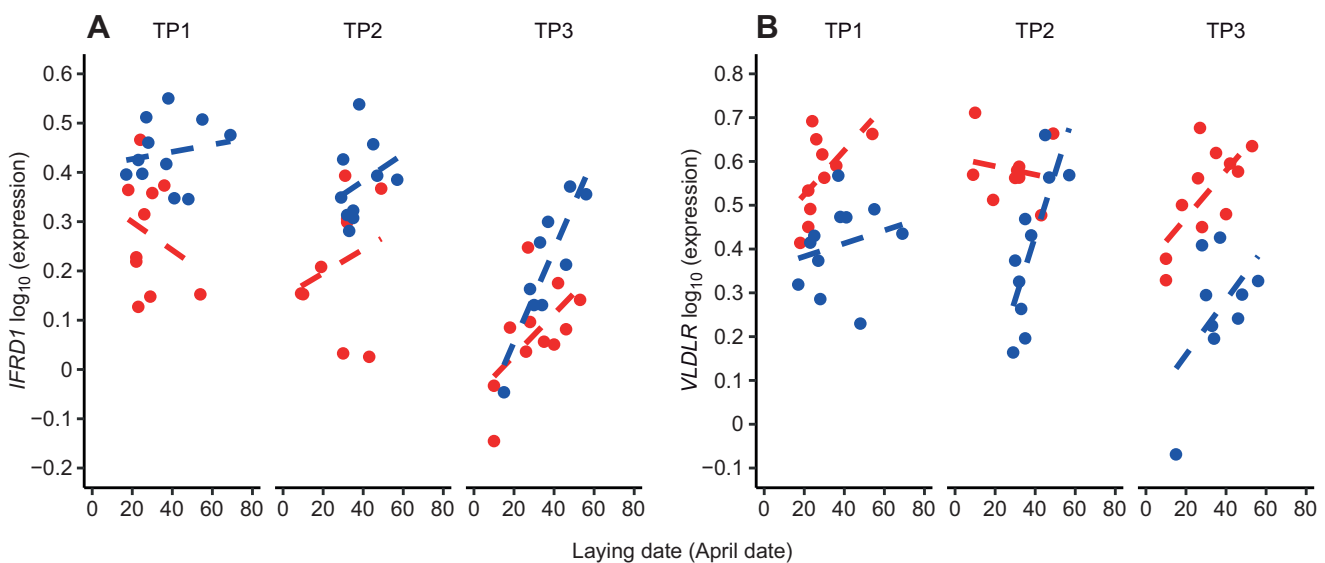 A
TP1
TP2
TP3
IFRD1 log10 (expression)
0.6
0.5
0.4
0.3
0.2
0.1
0
−0.1
−0.2
0 20 40 60 80
0 20 40 60 80
0 20 40 60 80
B
TP1
TP2
TP3
VLDLR log10 (expression)
0.8
0.7
0.6
0.5
0.4
0.3
0.2
0.1
0
−0.1
0 20 40 60 80
0 20 40 60 80
0 20 40 60 80
Laying date (April date)